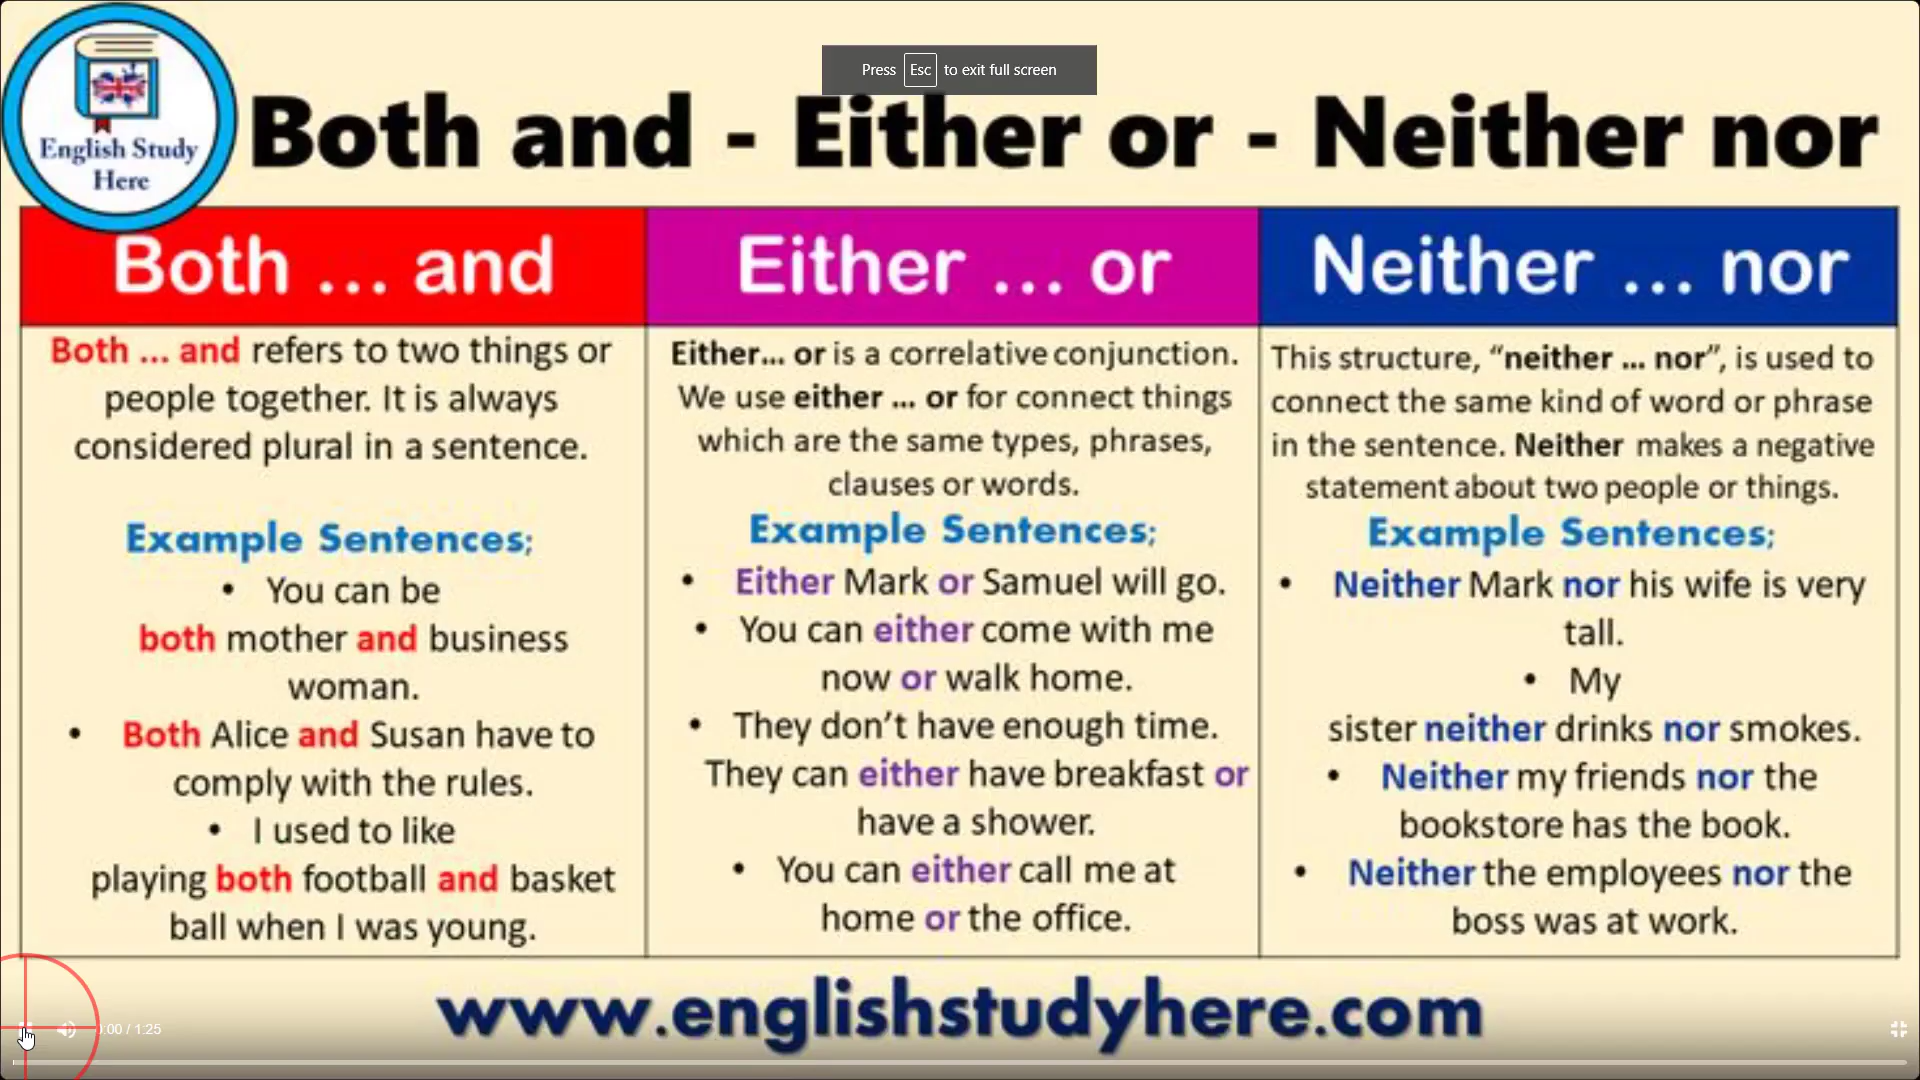 Press Esc to exit full screen
English Study
Here
Both and - Either or - Neither nor
Both ... and
Both ... and refers to two things or
people together. It is always
considered plural in a sentence.
Example Sentences;
• You can be
both mother and business
woman.
• Both Alice and Susan have to
comply with the rules.
• I used to like
playing both football and basket
ball when I was young.
Either ... or
Either... or is a correlative conjunction.
We use either ... or for connect things
which are the same types, phrases,
clauses or words.
Example Sentences;
• Either Mark or Samuel will go.
• You can either come with me
now or walk home.
• They don’t have enough time.
They can either have breakfast or
have a shower.
• You can either call me at
home or the office.
Neither ... nor
This structure, “neither ... nor”, is used to
connect the same kind of word or phrase
in the sentence. Neither makes a negative
statement about two people or things.
Example Sentences;
• Neither Mark nor his wife is very
tall.
• My
sister neither drinks nor smokes.
• Neither my friends nor the
bookstore has the book.
• Neither the employees nor the
boss was at work.
www.englishstudyhere.com
0:00 / 1:25